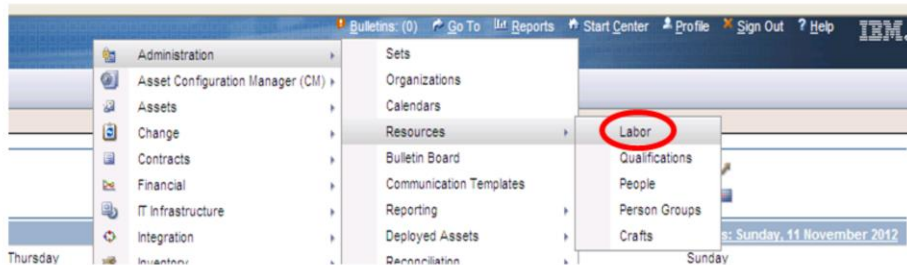 Bulletins: (0) Go To Reports Start Center Profile Sign Out ? Help IBM.
Administration
Asset Configuration Manager (CM)
Assets
Change
Contracts
Financial
IT Infrastructure
Integration
Inventory
Sets
Organizations
Calendars
Resources
Bulletin Board
Communication Templates
Reporting
Deployed Assets
Reconciliation
Labor
Qualifications
People
Person Groups
Crafts
s: Sunday, 11 November 2012
Thursday
Sunday